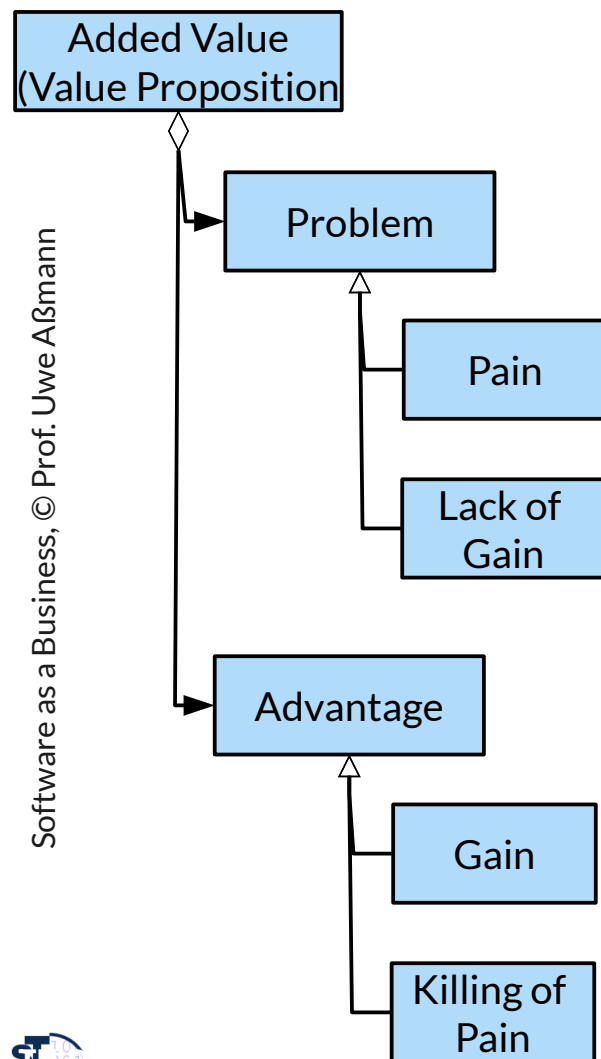 Added Value
(Value Proposition
Problem
Pain
Lack of
Gain
Advantage
Gain
Killing of
Pain
Software as a Business, © Prof. Uwe Aßmann